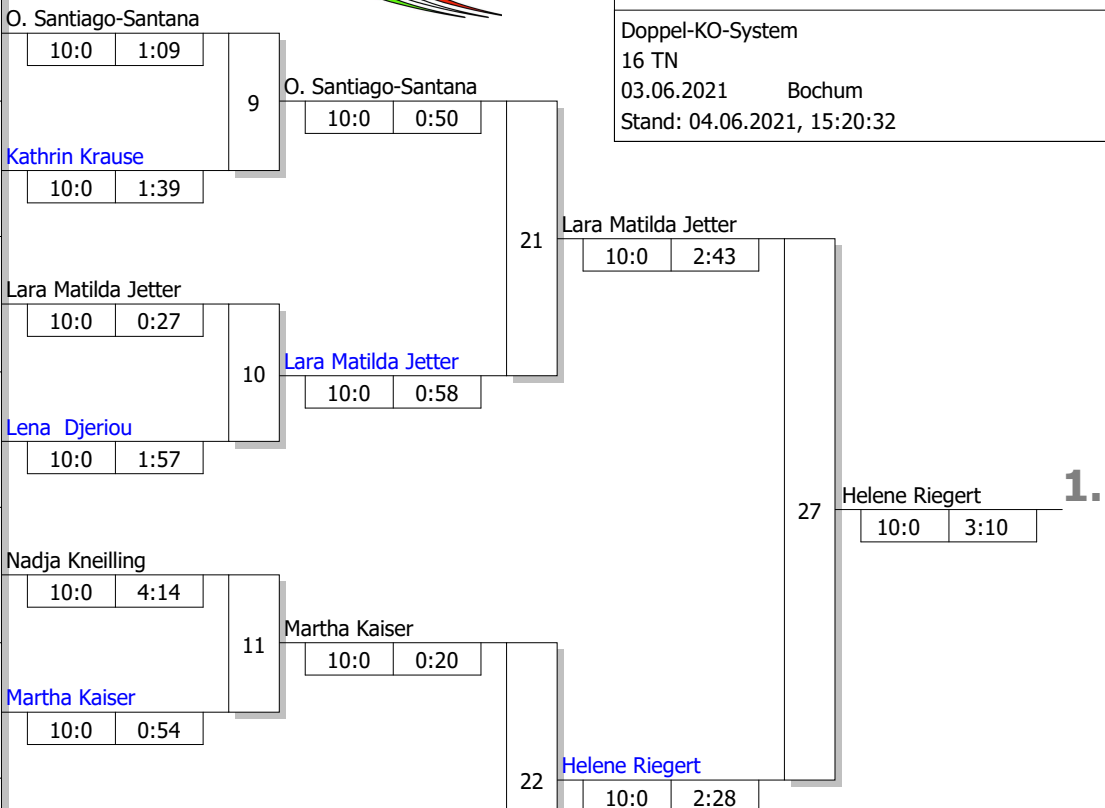 O. Santiago-Santana
10:0 1:09
Doppel-KO-System
16 TN
03.06.2021 Bochum
Stand: 04.06.2021, 15:20:32
9
O. Santiago-Santana
10:0 0:50
Kathrin Krause
10:0 1:39
21
Lara Matilda Jetter
10:0 2:43
Lara Matilda Jetter
10:0 0:27
10
Lara Matilda Jetter
10:0 0:58
Lena Djeriou
10:0 1:57
27
Helene Riegert
10:0 3:10
1.
Nadja Kneilling
10:0 4:14
11
Martha Kaiser
10:0 0:20
Martha Kaiser
10:0 0:54
22
Helene Riegert
10:0 2:28